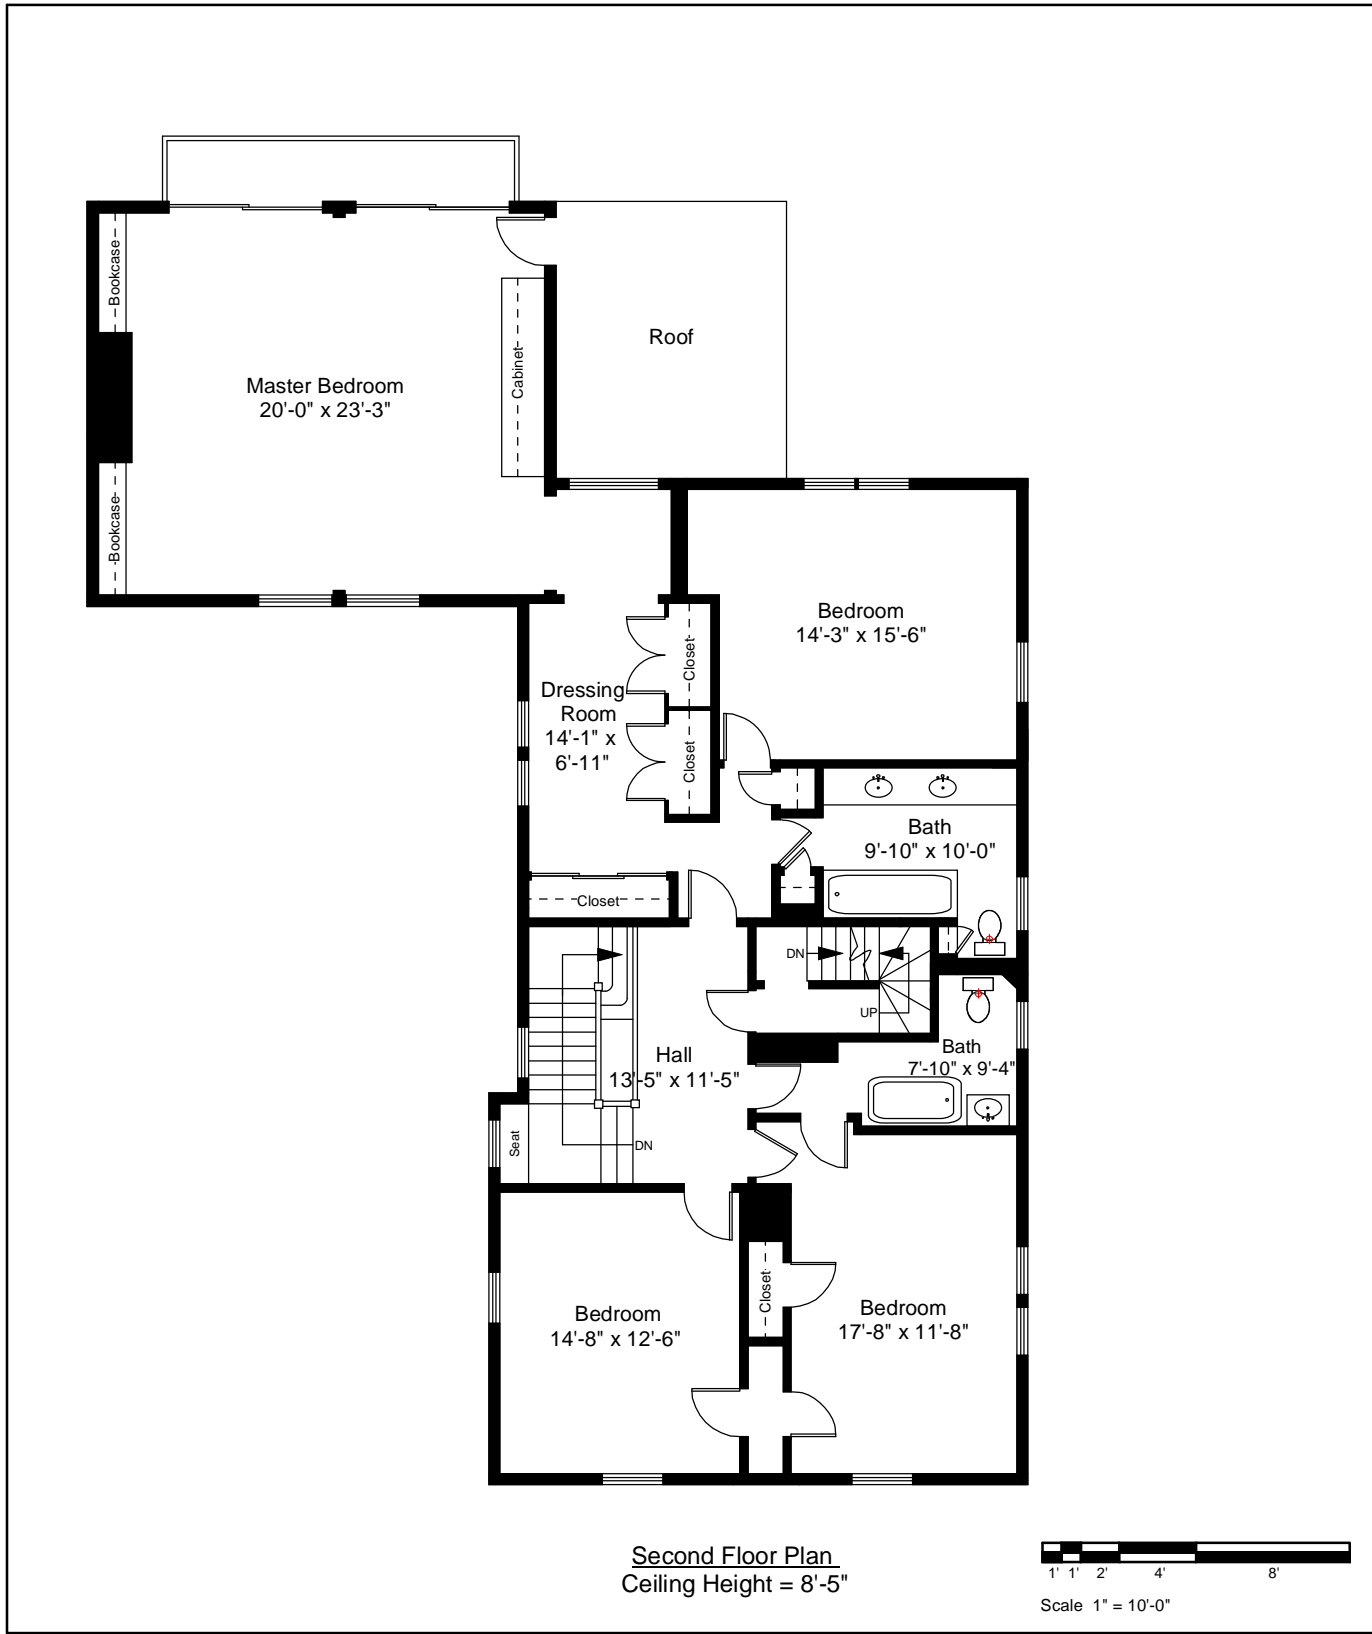 Bookcase
Roof
Cabinet
Master Bedroom
20'-0" x 23'-3"
Bookcase
Bedroom
14'-3" x 15'-6"
Closet
Dressing
Room
14'-1" x
6'-11"
Closet
Bath
9'-10" x 10'-0"
Closet
DN
UP
Hall
13'-5" x 11'-5"
Bath
7'-10" x 9'-4"
Seat
DN
Closet
Bedroom
14'-8" x 12'-6"
Bedroom
17'-8" x 11'-8"
Second Floor Plan
Ceiling Height = 8'-5"
1' 1' 2' 4' 8'
Scale 1" = 10'-0"